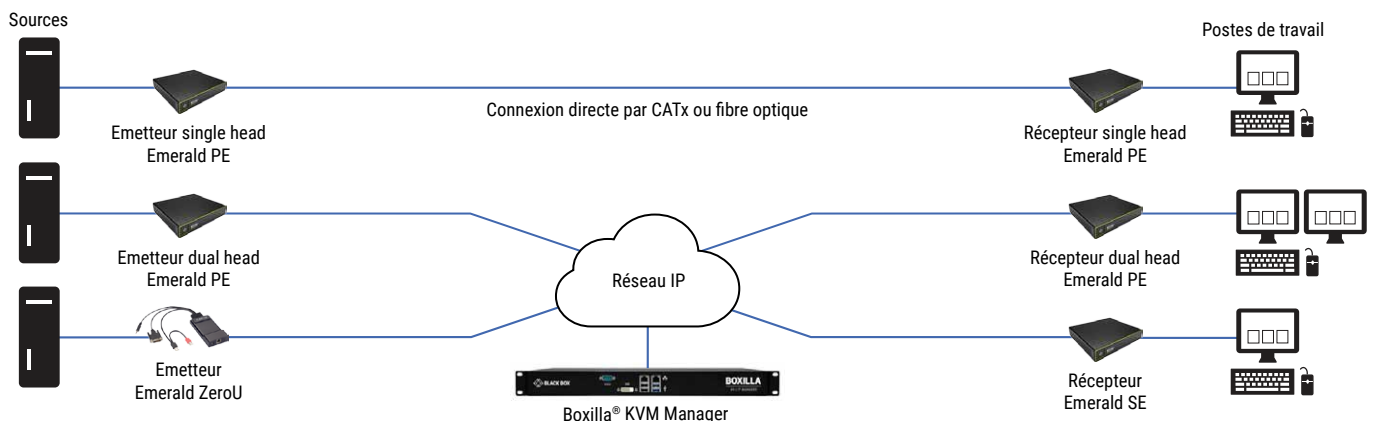 Sources
Postes de travail
Connexion directe par CATx ou fibre optique
Emetteur single head
Emerald PE
Récepteur single head
Emerald PE
Emetteur dual head
Emerald PE
Réseau IP
Récepteur dual head
Emerald PE
Emetteur
Emerald ZeroU
BLACK BOX
BOXILLA
Récepteur
Emerald SE
Boxilla® KVM Manager